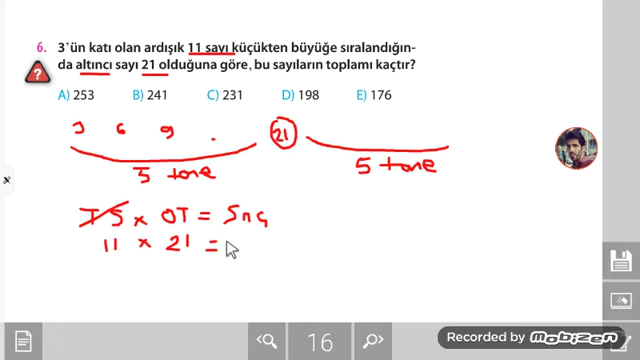 6. 3'ün katı olan ardışık 11 sayı küçükten büyüğe sıralandığın-
da altıncı sayı 21 olduğuna göre, bu sayıların toplamı kaçtır?
?
A) 253 B) 241 C) 231 D) 198 E) 176
3 6 9 . 21
5 tane 5 tane
TS x OT = Snç
11 x 21 =
16
Recorded by
mobizen